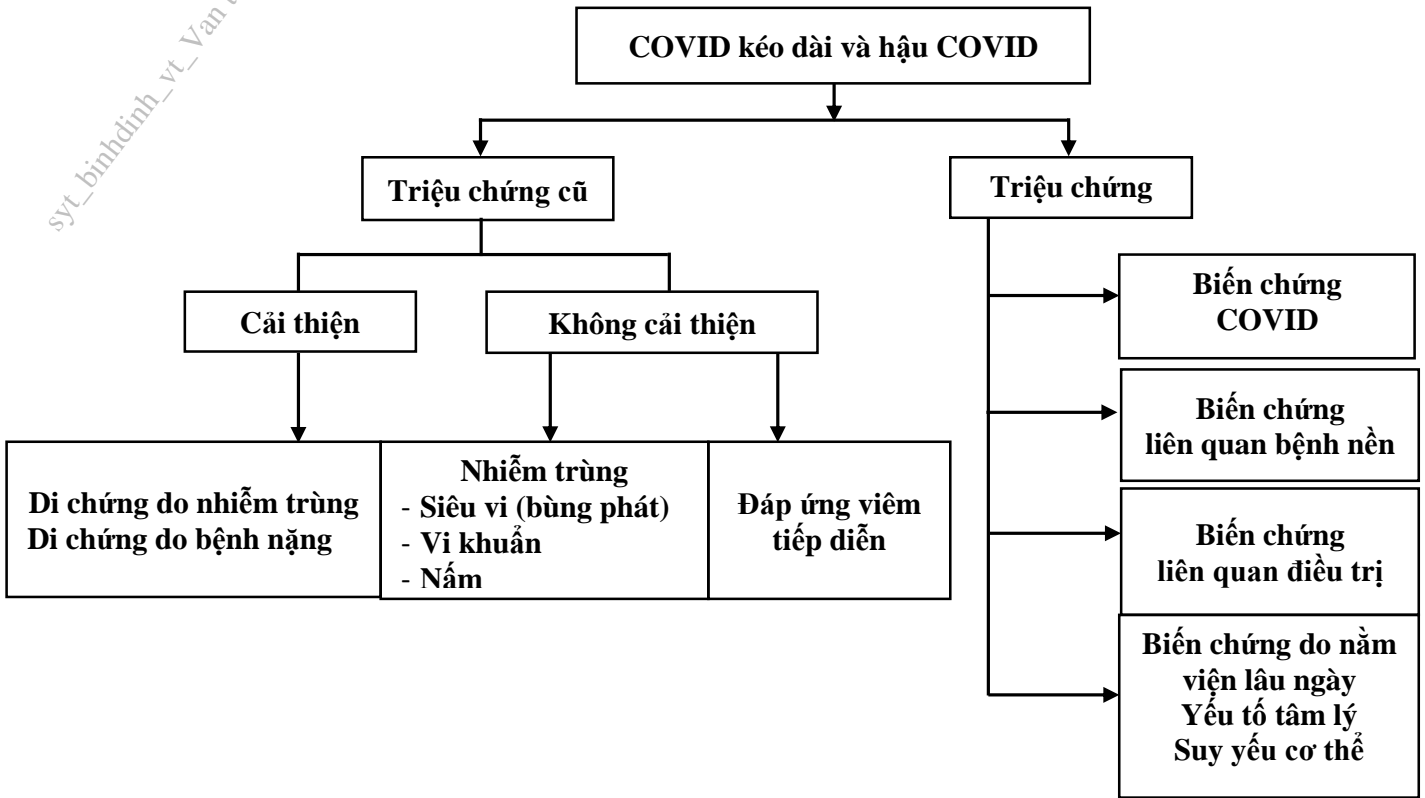 syt_binhdinh_vt_Van t
COVID kéo dài và hậu COVID
Triệu chứng cũ
Triệu chứng
Cải thiện
Không cải thiện
Biến chứng
COVID
Biến chứng
liên quan bệnh nền
Di chứng do nhiễm trùng
Di chứng do bệnh nặng
Nhiễm trùng
- Siêu vi (bùng phát)
- Vi khuẩn
- Nấm
Đáp ứng viêm
tiếp diễn
Biến chứng
liên quan điều trị
Biến chứng do nằm
viện lâu ngày
Yếu tố tâm lý
Suy yếu cơ thể